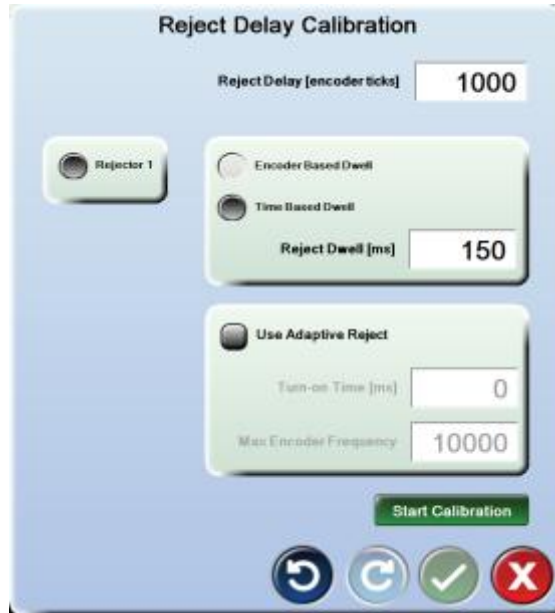 Reject Delay Calibration
Reject Delay [encoder ticks] 1000
Rejector 1
Encoder Based Dwell
Time Based Dwell
Reject Dwell [ms] 150
Use Adaptive Reject
Turn-on Time [ms] 0
Max Encoder Frequency 10000
Start Calibration